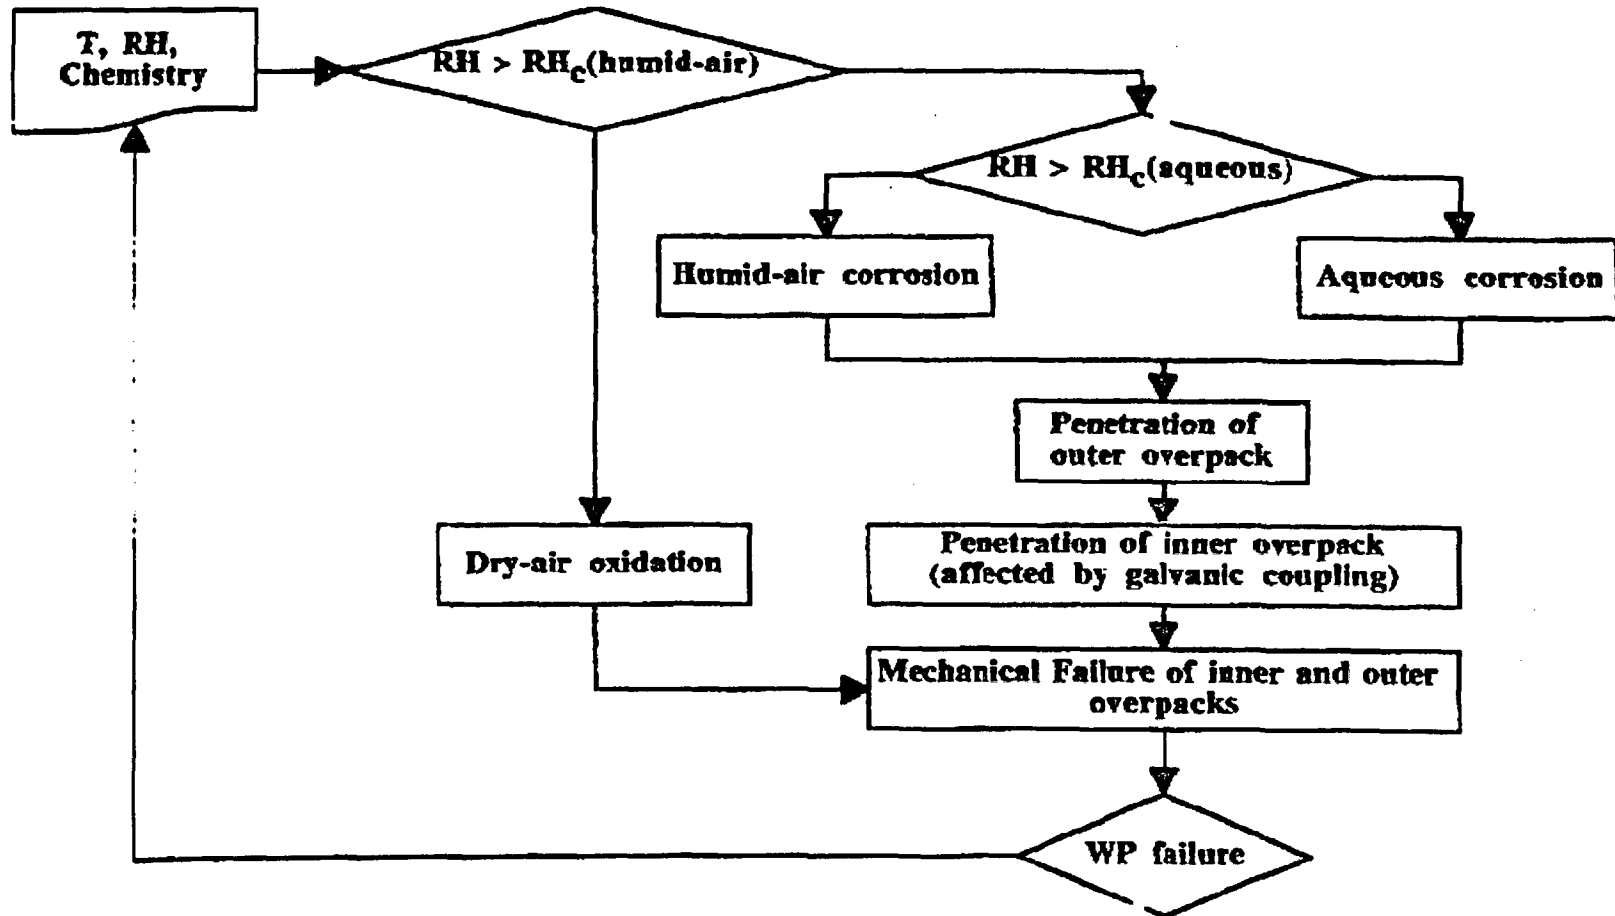 T, RH,
Chemistry
RH > RHc(humid-air)
RH > RHc(aqueous)
Humid-air corrosion
Aqueous corrosion
Penetration of
outer overpack
Dry-air oxidation
Penetration of inner overpack
(affected by galvanic coupling)
Mechanical Failure of inner and outer
overpacks
WP failure